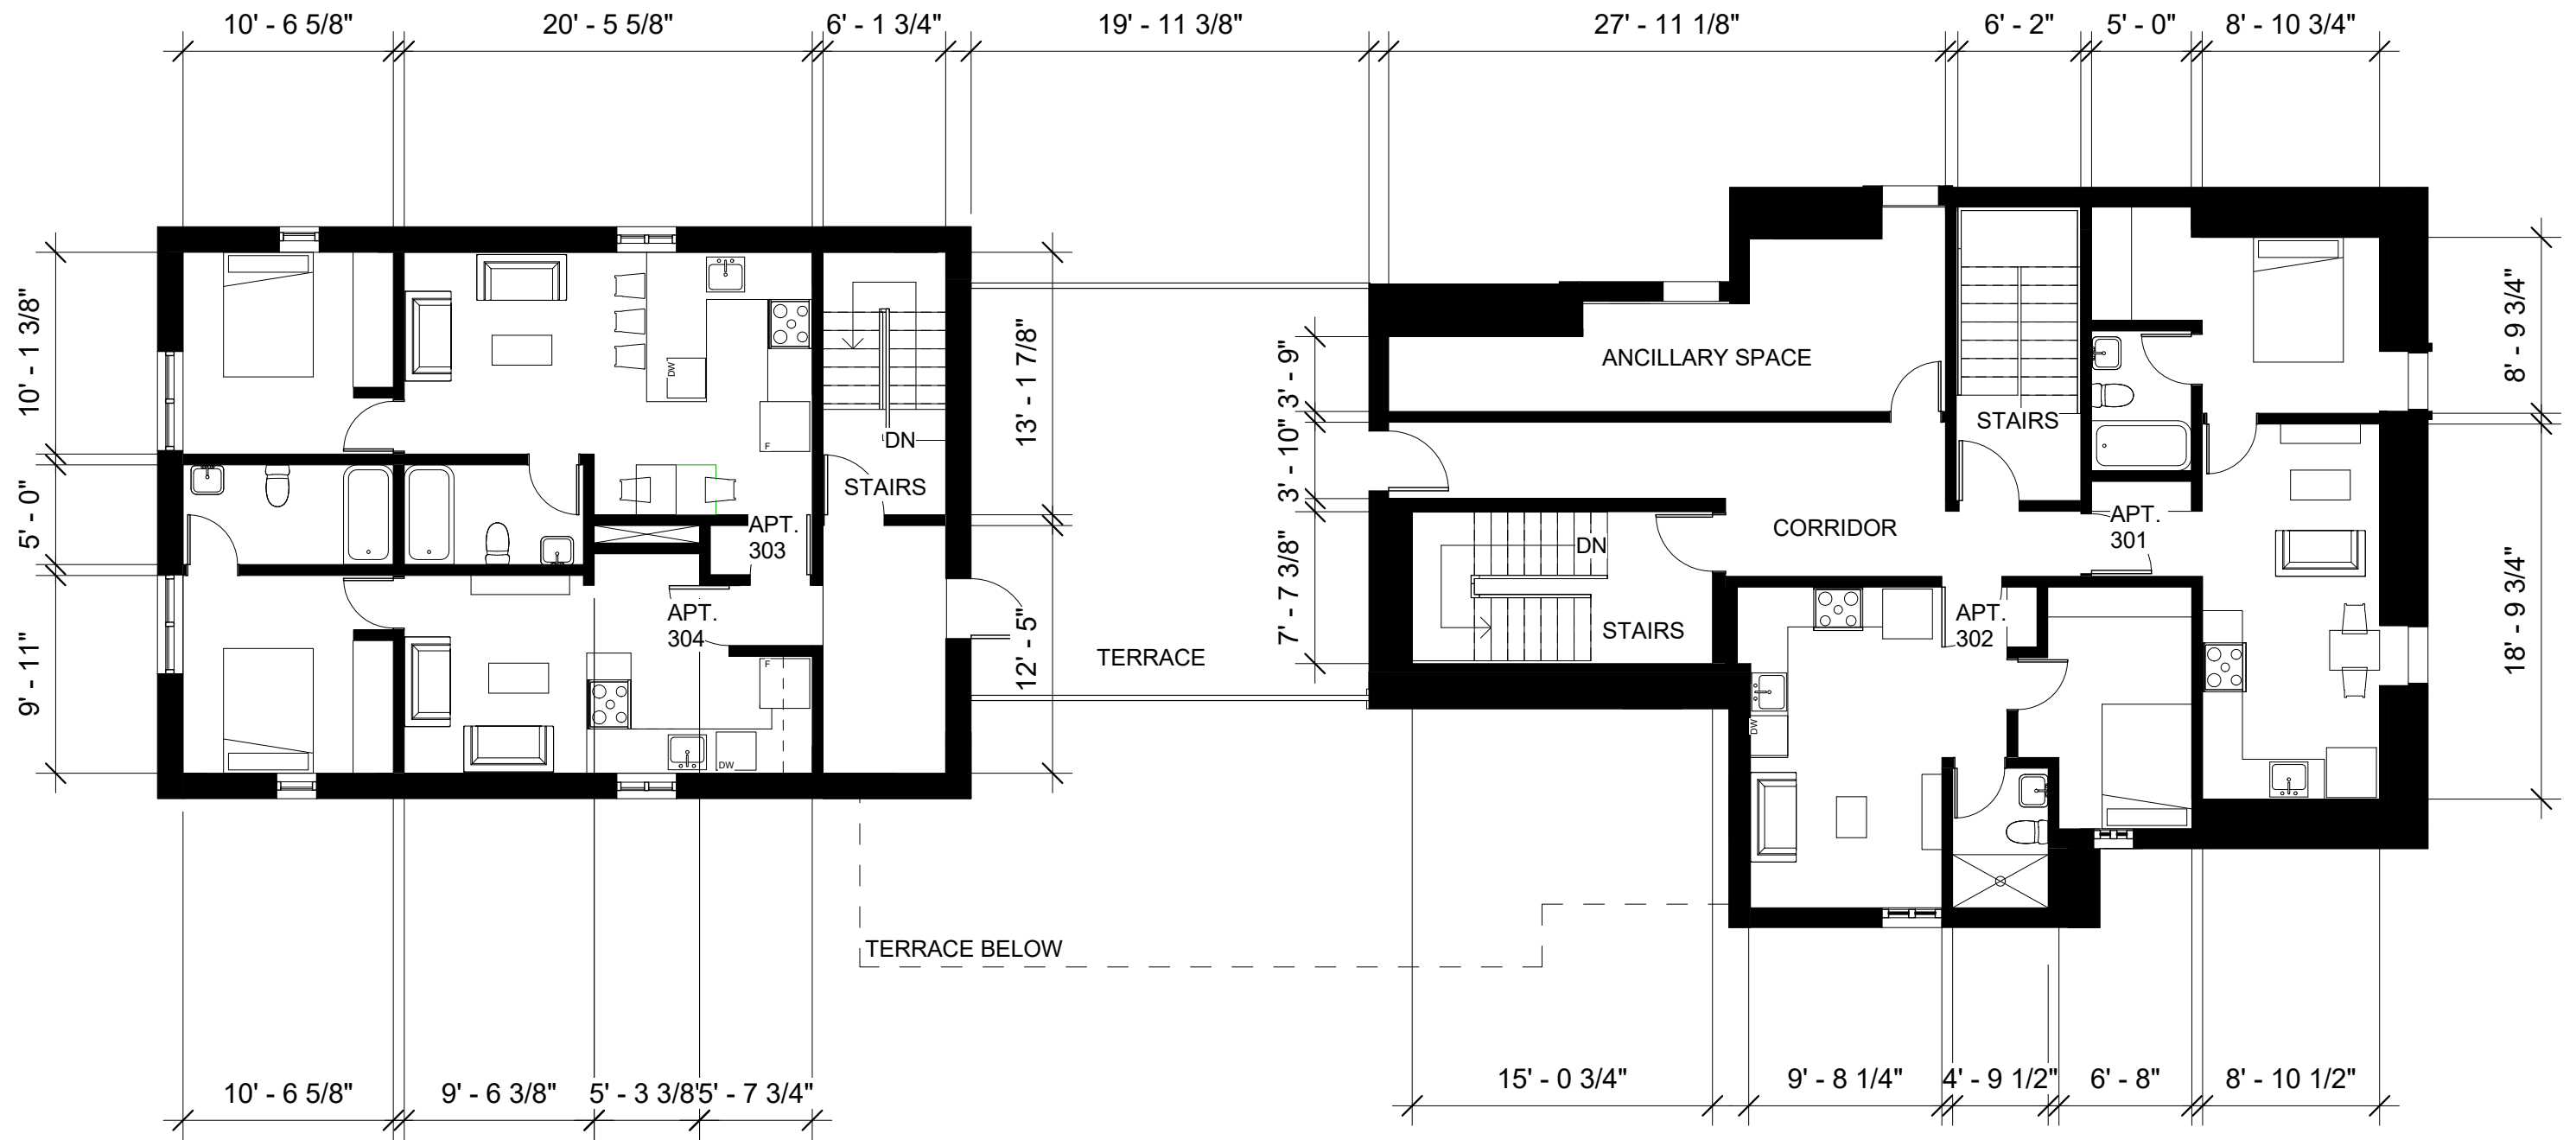 10' - 6 5/8"
20' - 5 5/8"
6' - 1 3/4"
19' - 11 3/8"
27' - 11 1/8"
6' - 2"
5' - 0"
8' - 10 3/4"
10' - 1 3/8"
5' - 0"
9' - 11"
DW
F
DN
STAIRS
APT.
303
APT.
304
F
DW
13' - 1 7/8"
12' - 5"
TERRACE
TERRACE BELOW
3' - 9"
3' - 10"
7' - 7 3/8"
ANCILLARY SPACE
STAIRS
CORRIDOR
DN
STAIRS
APT.
301
APT.
302
DW
8' - 9 3/4"
18' - 9 3/4"
10' - 6 5/8"
9' - 6 3/8"
5' - 3 3/8"
5' - 7 3/4"
15' - 0 3/4"
9' - 8 1/4"
4' - 9 1/2"
6' - 8"
8' - 10 1/2"